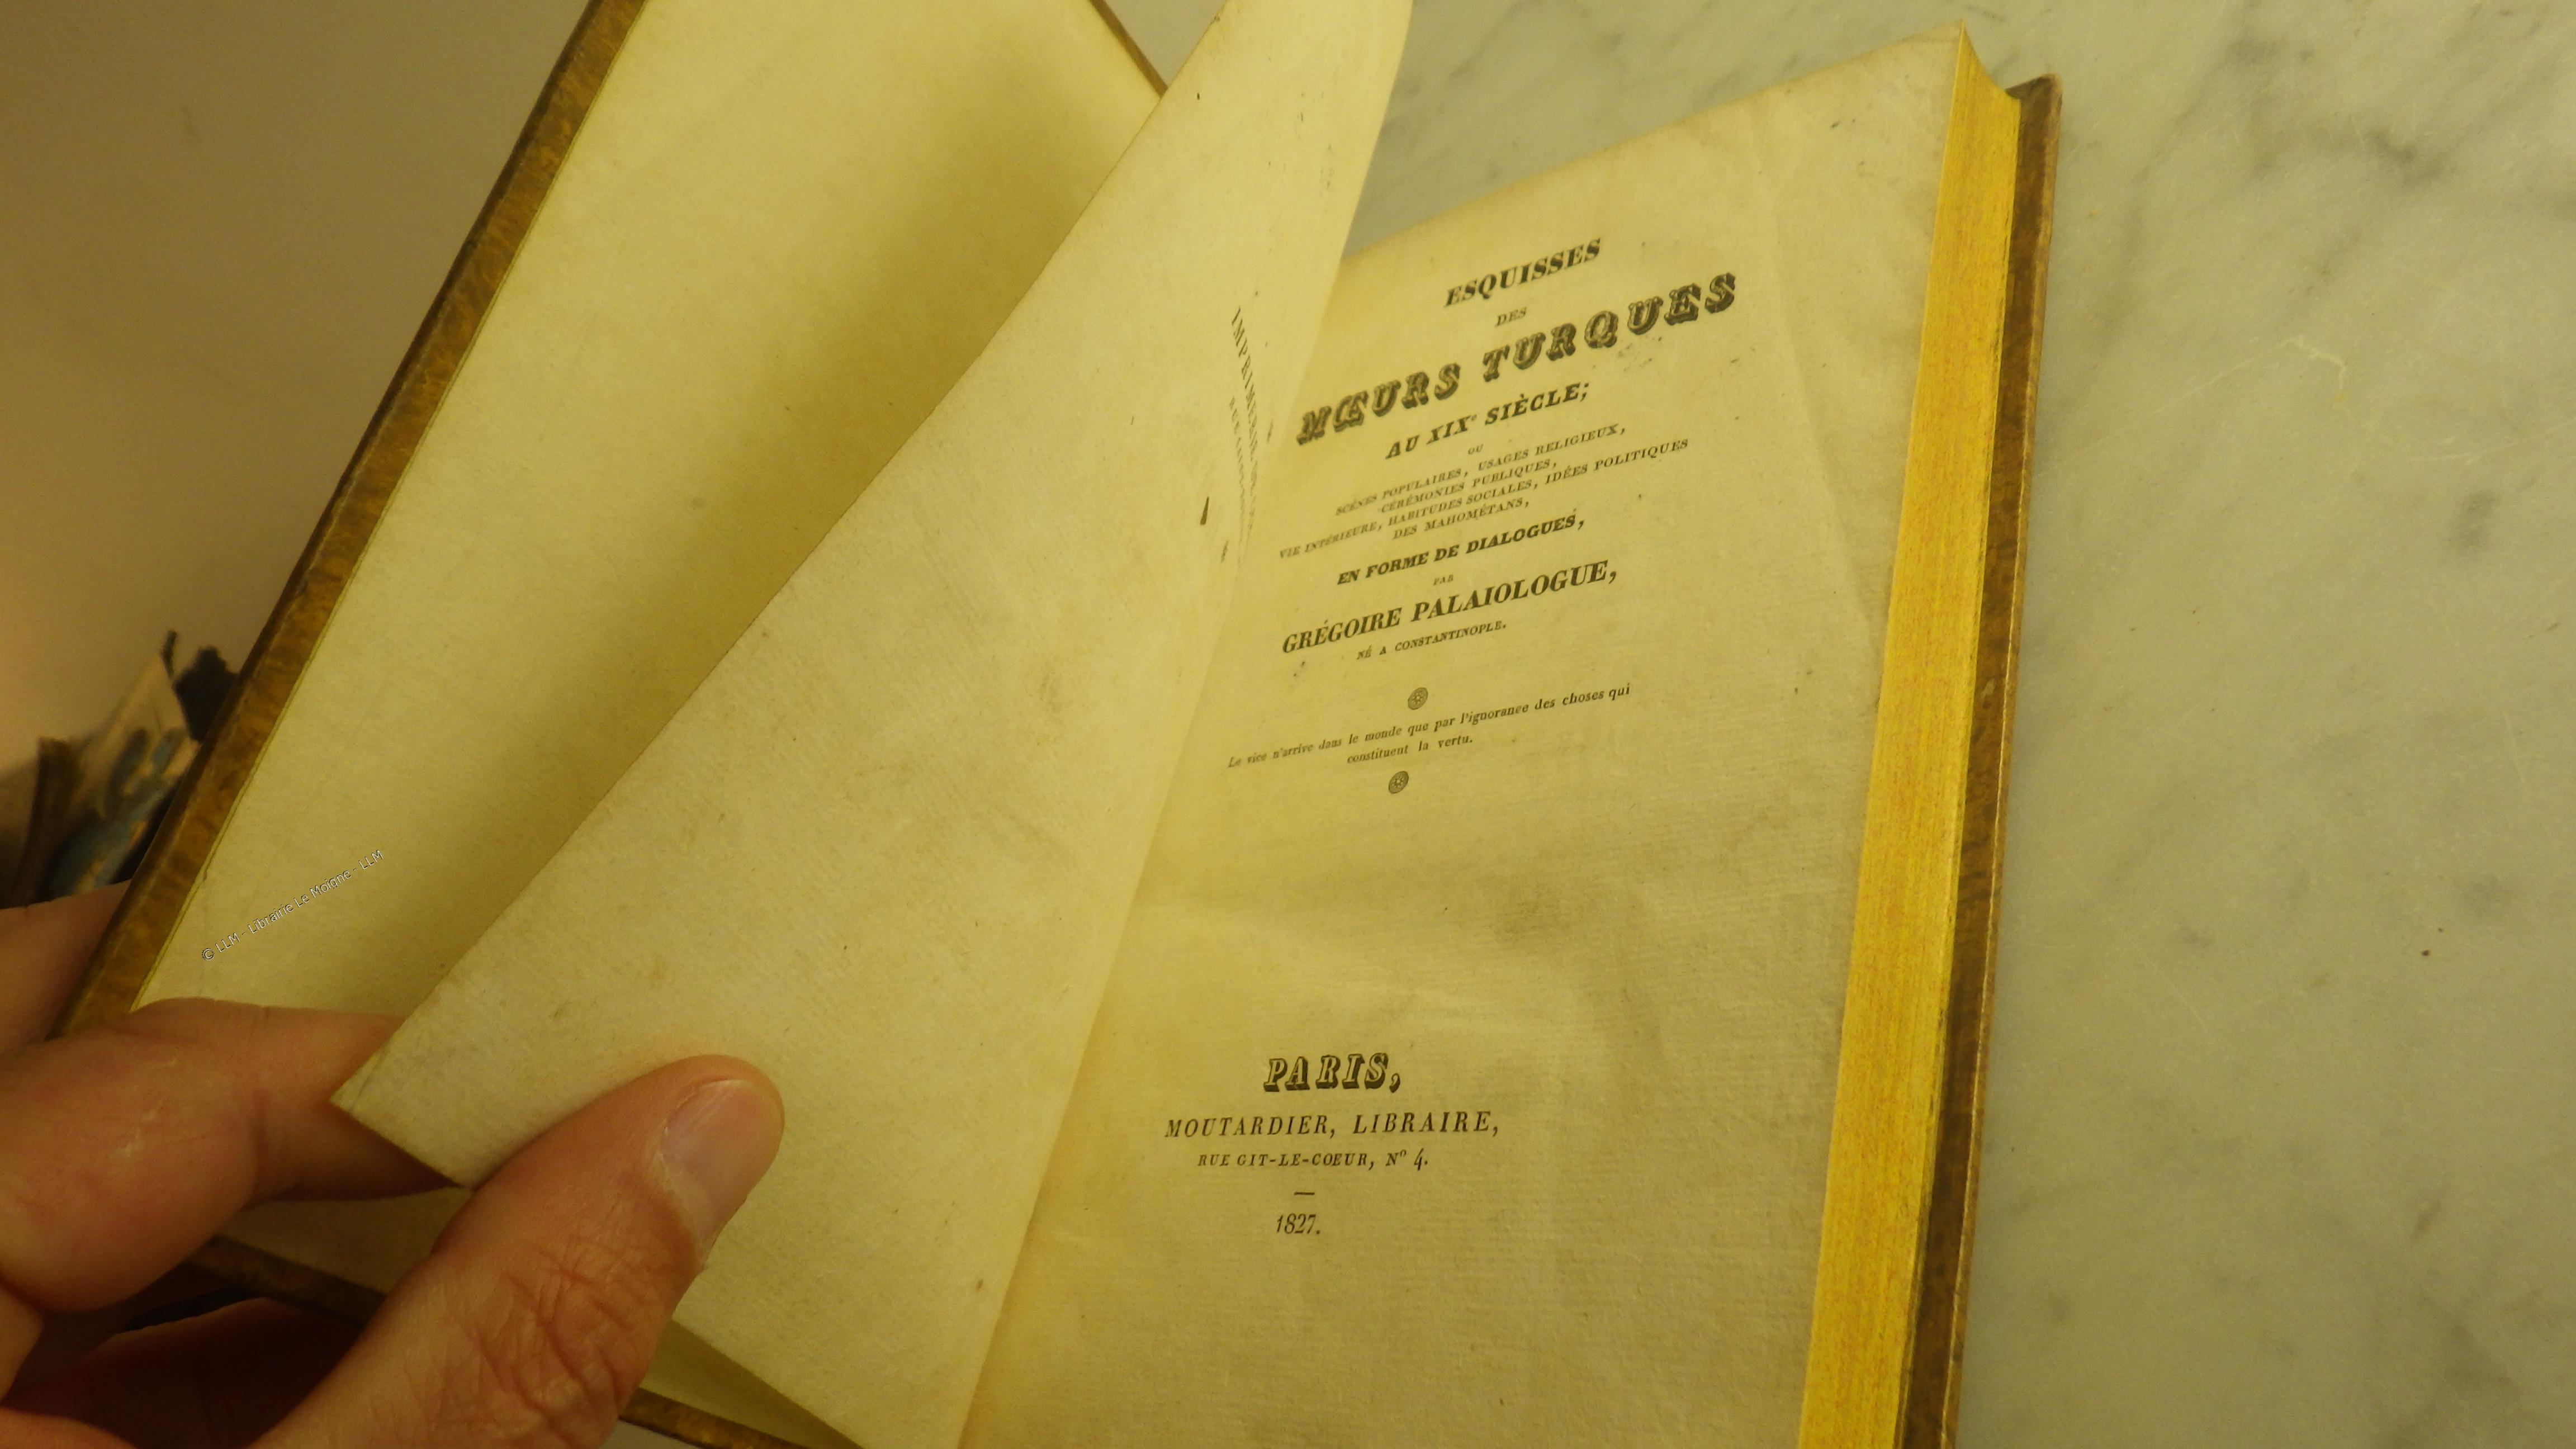 IMPRIMERIE
ESQUISSES
DES
MŒURS TURQUES
AU XIXe SIÈCLE;
OU
SCÈNES POPULAIRES, USAGES RELIGIEUX,
CÉRÉMONIES PUBLIQUES,
VIE INTÉRIEURE, HABITUDES SOCIALES, IDÉES POLITIQUES
DES MAHOMÉTANS,
EN FORME DE DIALOGUES,
PAR
GRÉGOIRE PALAIOLOGUE,
NÉ A CONSTANTINOPLE.
Le vice n'arrive dans le monde que par l'ignorance des choses qui
constituent la vertu.
PARIS,
MOUTARDIER, LIBRAIRE,
RUE GIT-LE-COEUR, No 4.
1827.
© LLM - Librairie Le Moigne - LLM